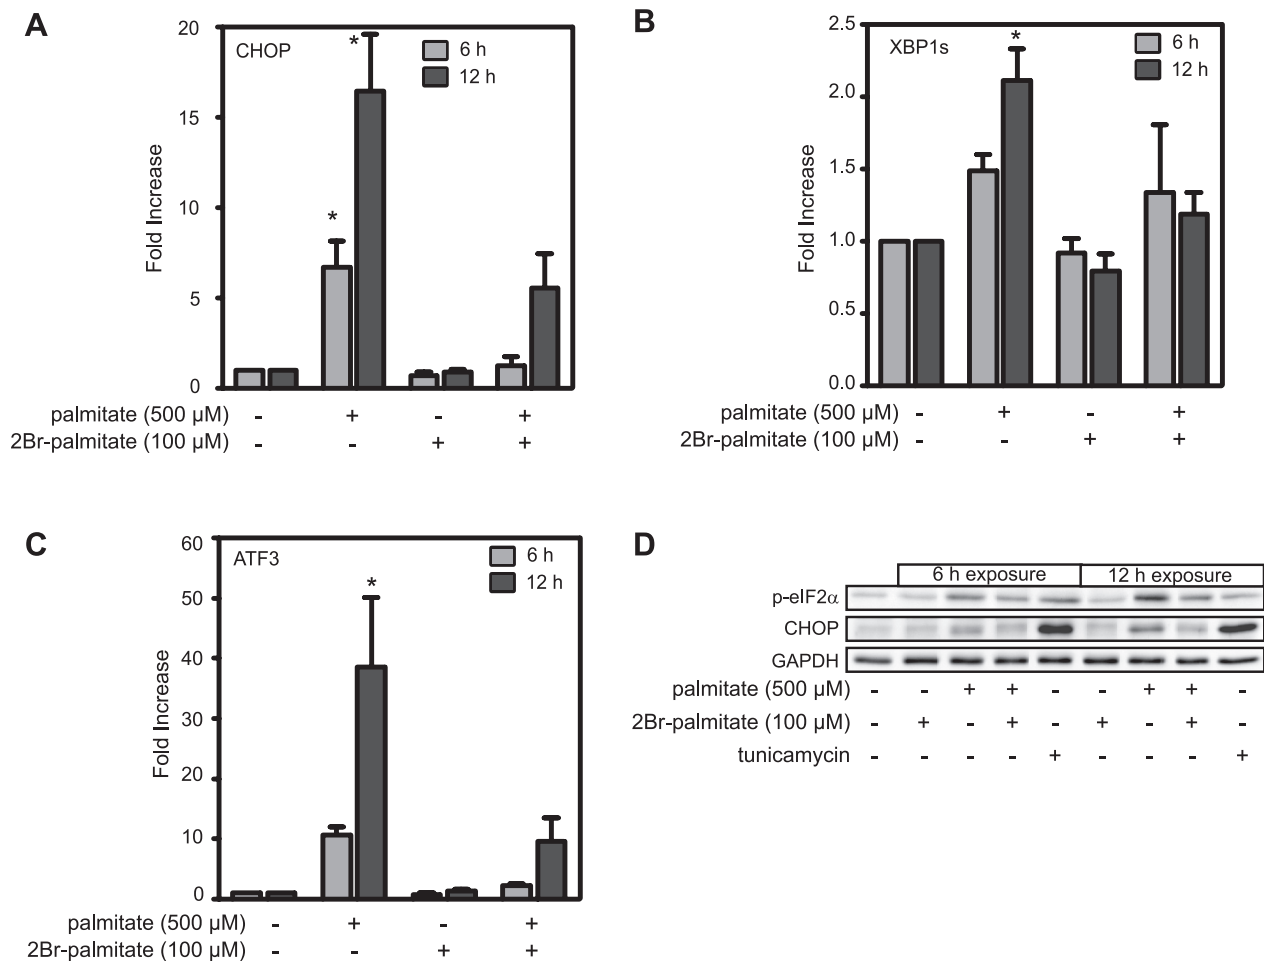 A
CHOP
6 h
12 h
*
*
20
15
10
5
0
Fold Increase
palmitate (500 µM) - + - +
2Br-palmitate (100 µM) - - + +
B
XBP1s
6 h
12 h
*
2.5
2.0
1.5
1.0
0.5
0.0
Fold Increase
palmitate (500 µM) - + - +
2Br-palmitate (100 µM) - - + +
C
ATF3
6 h
12 h
*
60
50
40
30
20
10
0
Fold Increase
palmitate (500 µM) - + - +
2Br-palmitate (100 µM) - - + +
D
6 h exposure 12 h exposure
p-eIF2α
CHOP
GAPDH
palmitate (500 µM) - - + + - - + + -
2Br-palmitate (100 µM) - + - + - + - + -
tunicamycin - - - - + - - - +